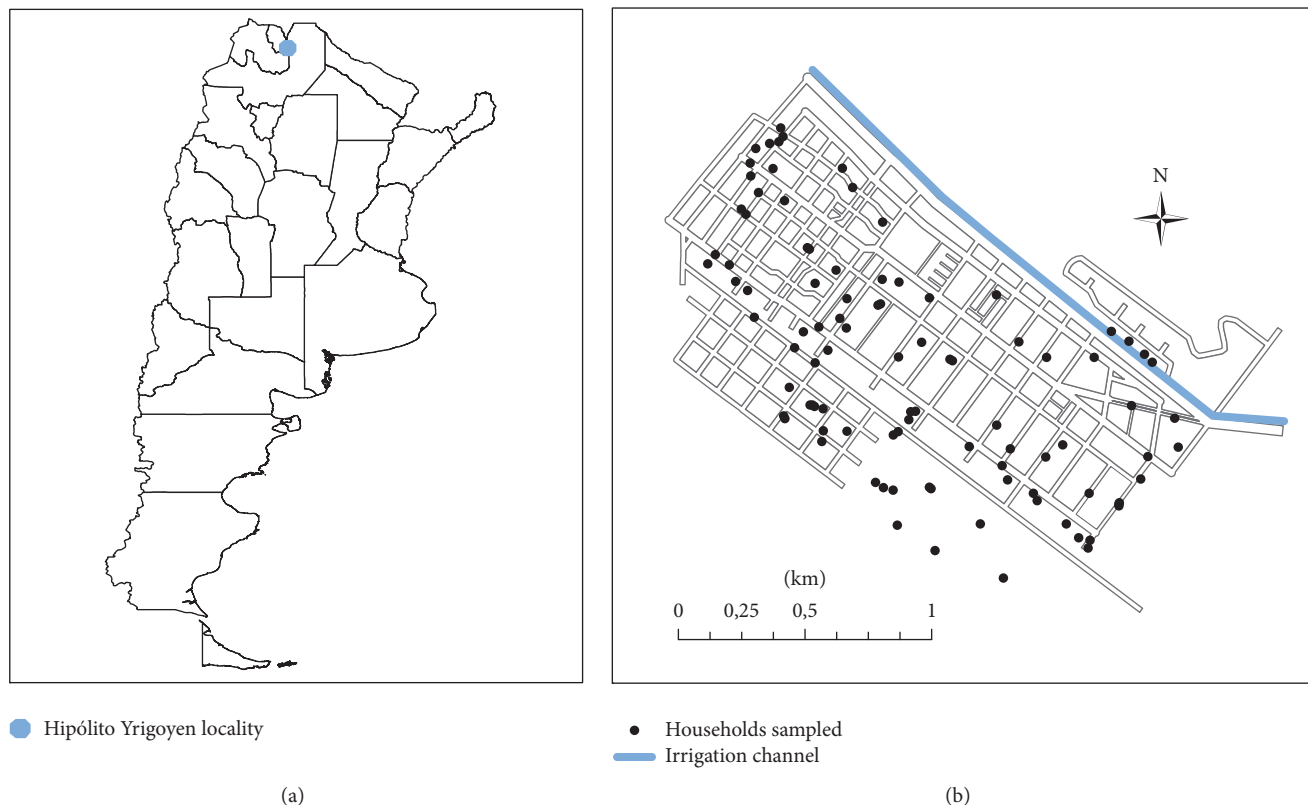 N
(km)
0 0,25 0,5 1
Hipólito Yrigoyen locality
Households sampled
Irrigation channel
(a)
(b)